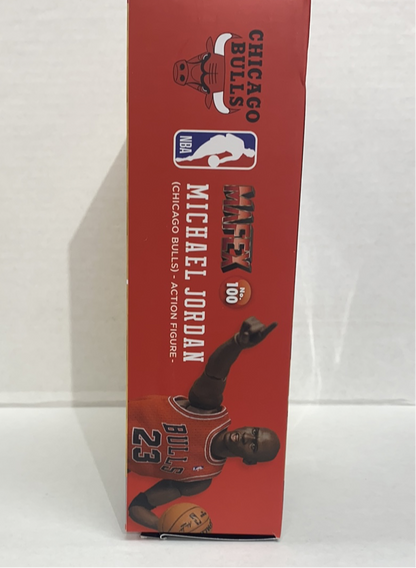 CHICAGO
BULLS
NBA
MAFEX No. 100
MICHAEL JORDAN
(CHICAGO BULLS) - ACTION FIGURE-
BULLS
23